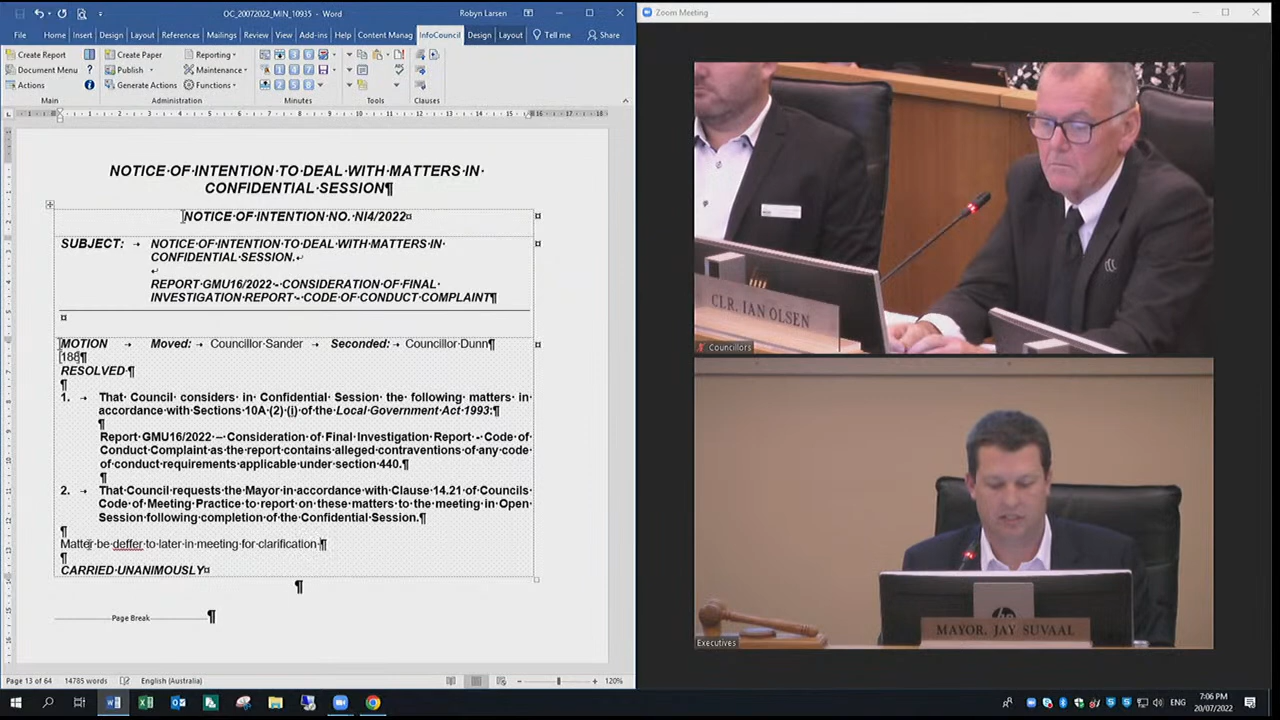 OC_20072022_MIN_10935 - Word
Robyn Larsen
Zoom Meeting
File Home Insert Design Layout References Mailings Review View Add-ins Help Content Manag InfoCouncil Design Layout Tell me Share
Create Report Create Paper Reporting
Document Menu Publish Maintenance
Actions Generate Actions Functions
Main Administration Minutes Tools Clauses
NOTICE OF INTENTION TO DEAL WITH MATTERS IN
CONFIDENTIAL SESSION¶
NOTICE OF INTENTION NO. NI4/2022
SUBJECT: NOTICE OF INTENTION TO DEAL WITH MATTERS IN
CONFIDENTIAL SESSION.
REPORT GMU16/2022 - CONSIDERATION OF FINAL
INVESTIGATION REPORT - CODE OF CONDUCT COMPLAINT¶
MOTION Moved: Councillor Sander Seconded: Councillor Dunn¶
188¶
RESOLVED ¶
¶
1. That Council considers in Confidential Session the following matters in
accordance with Sections 10A (2) (i) of the Local Government Act 1993:¶
¶
Report GMU16/2022 – Consideration of Final Investigation Report - Code of
Conduct Complaint as the report contains alleged contraventions of any code
of conduct requirements applicable under section 440.¶
¶
2. That Council requests the Mayor in accordance with Clause 14.21 of Councils
Code of Meeting Practice to report on these matters to the meeting in Open
Session following completion of the Confidential Session.¶
¶
Matter be deffer to later in meeting for clarification ¶
¶
CARRIED UNANIMOUSLY
¶
Page Break ¶
Page 13 of 64 14785 words English (Australia) 120%
CLR. IAN OLSEN
Councillors
hp
MAYOR. JAY SUVAAL
Executives
ENG
7:06 PM
20/07/2022